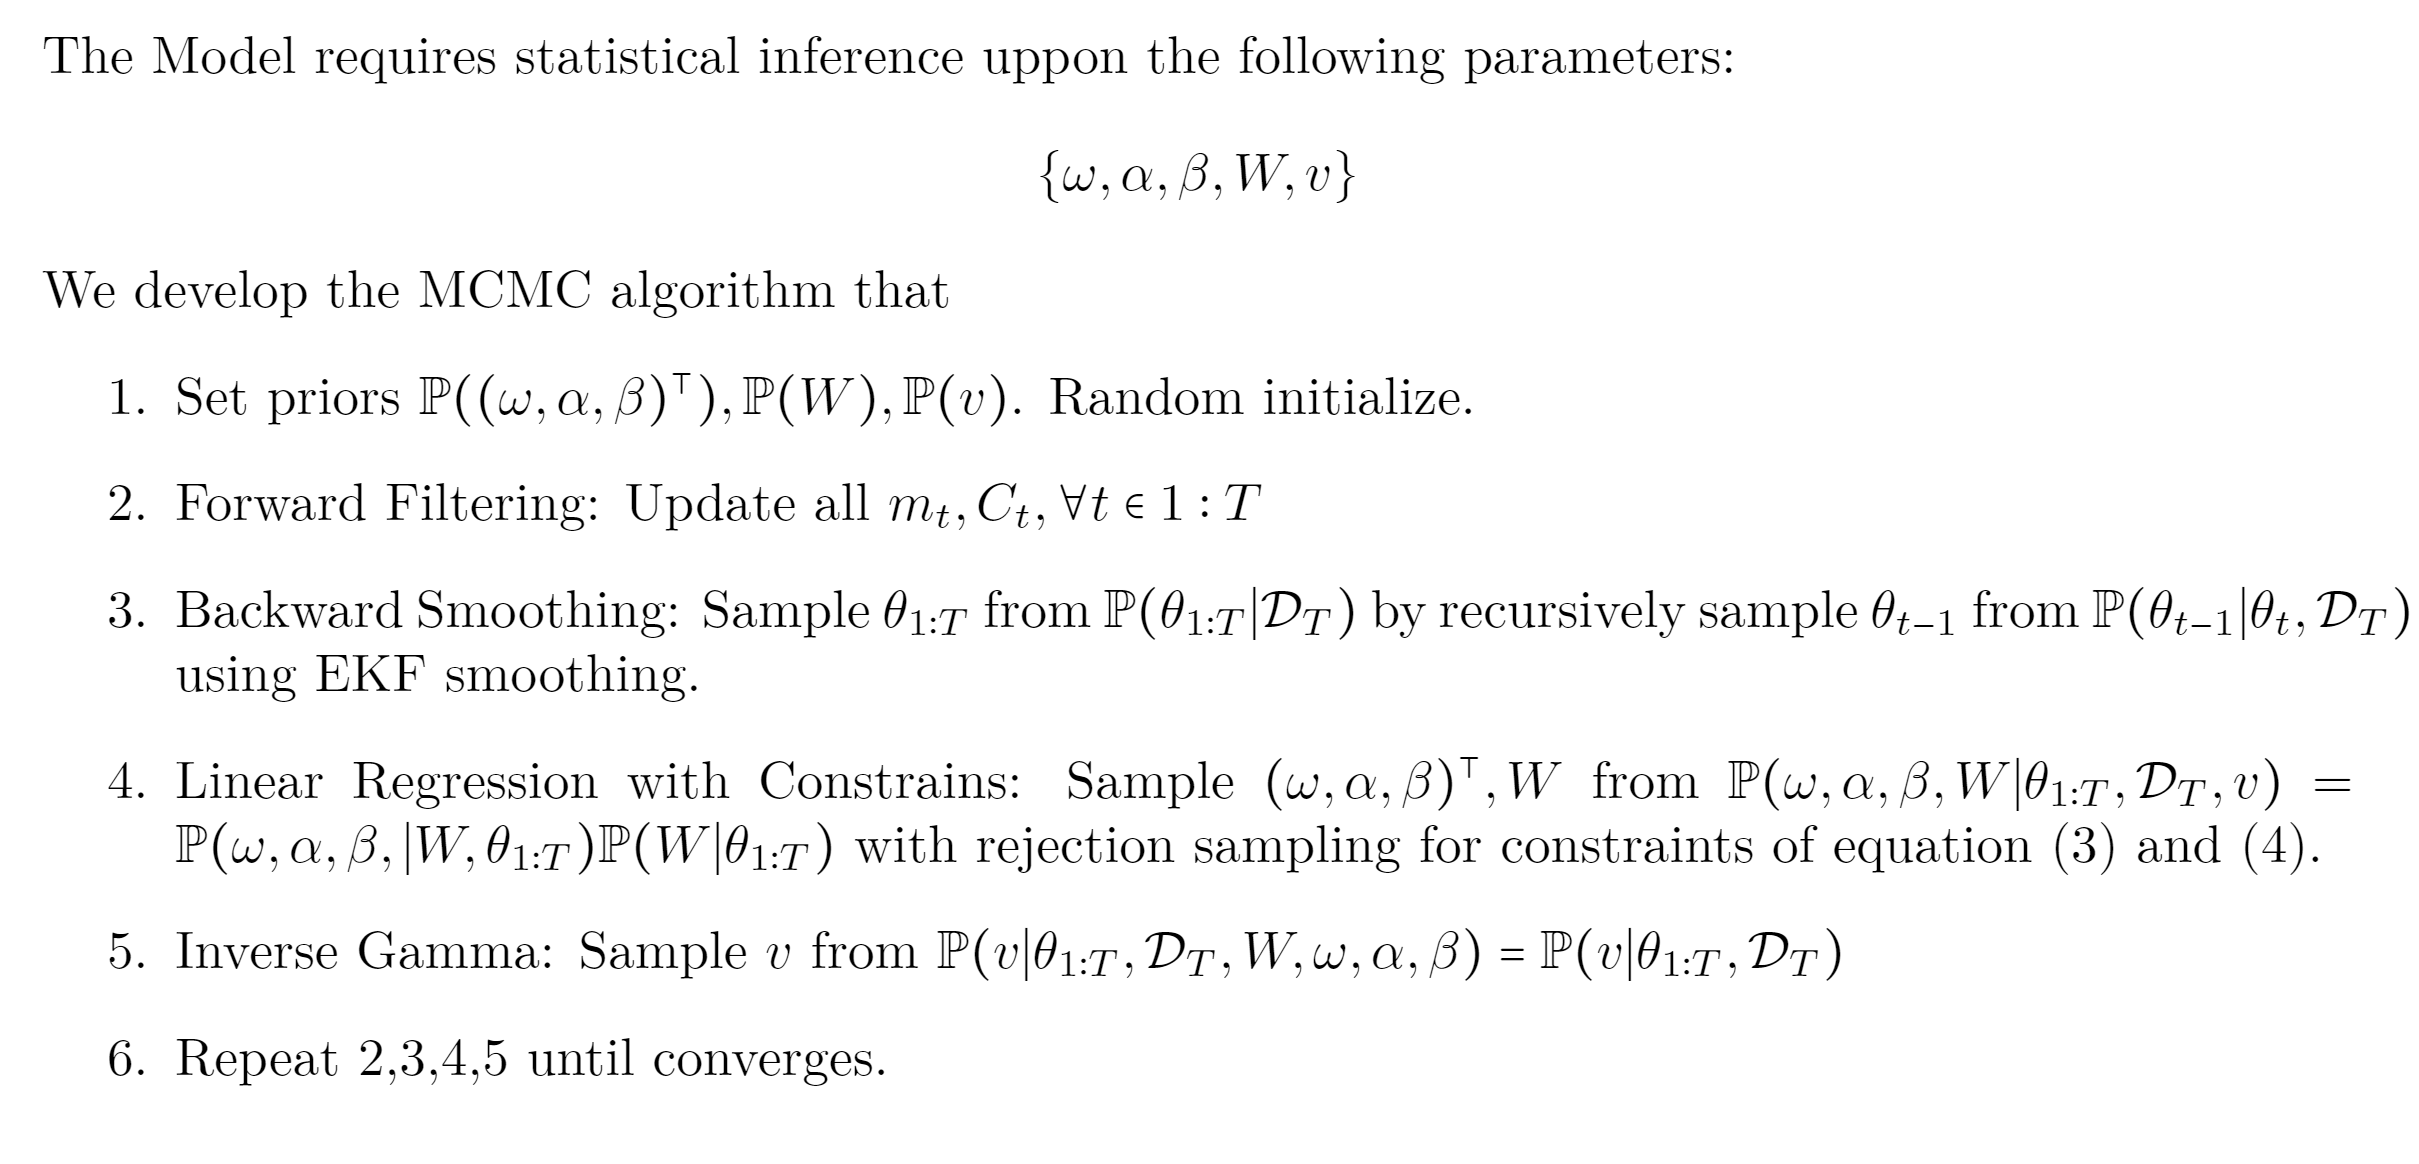 The Model requires statistical inference uppon the following parameters:
{ω, α, β, W, v}
We develop the MCMC algorithm that
1. Set priors ℙ((ω, α, β)⊤), ℙ(W), ℙ(v). Random initialize.
2. Forward Filtering: Update all mₜ, Cₜ, ∀t ∈ 1 : T
3. Backward Smoothing: Sample θ_{1:T} from ℙ(θ_{1:T}|𝒟_T) by recursively sample θ_{t−1} from ℙ(θ_{t−1}|θ_t, 𝒟_T)
using EKF smoothing.
4. Linear Regression with Constrains: Sample (ω, α, β)⊤, W from ℙ(ω, α, β, W|θ_{1:T}, 𝒟_T, v) =
ℙ(ω, α, β, |W, θ_{1:T})ℙ(W|θ_{1:T}) with rejection sampling for constraints of equation (3) and (4).
5. Inverse Gamma: Sample v from ℙ(v|θ_{1:T}, 𝒟_T, W, ω, α, β) = ℙ(v|θ_{1:T}, 𝒟_T)
6. Repeat 2,3,4,5 until converges.